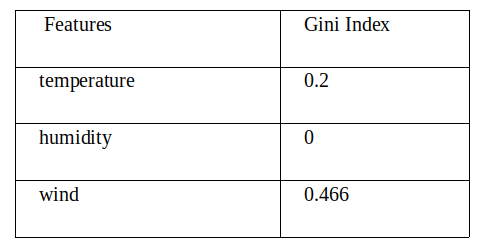 Features Gini Index
temperature 0.2
humidity 0
wind 0.466